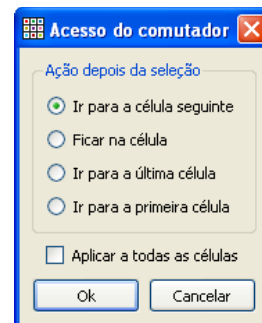 Acesso do comutador
Ação depois da seleção
Ir para a célula seguinte
Ficar na célula
Ir para a última célula
Ir para a primeira célula
Aplicar a todas as células
Ok
Cancelar